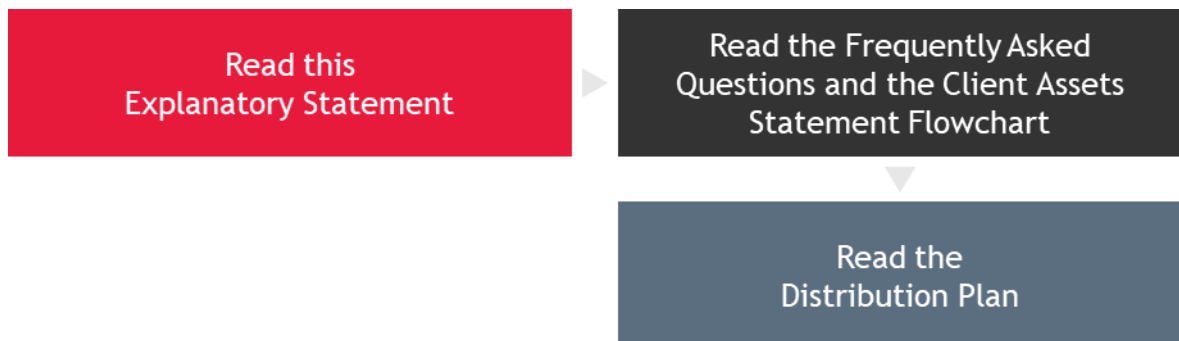 Read this
Explanatory Statement
Read the Frequently Asked
Questions and the Client Assets
Statement Flowchart
Read the
Distribution Plan